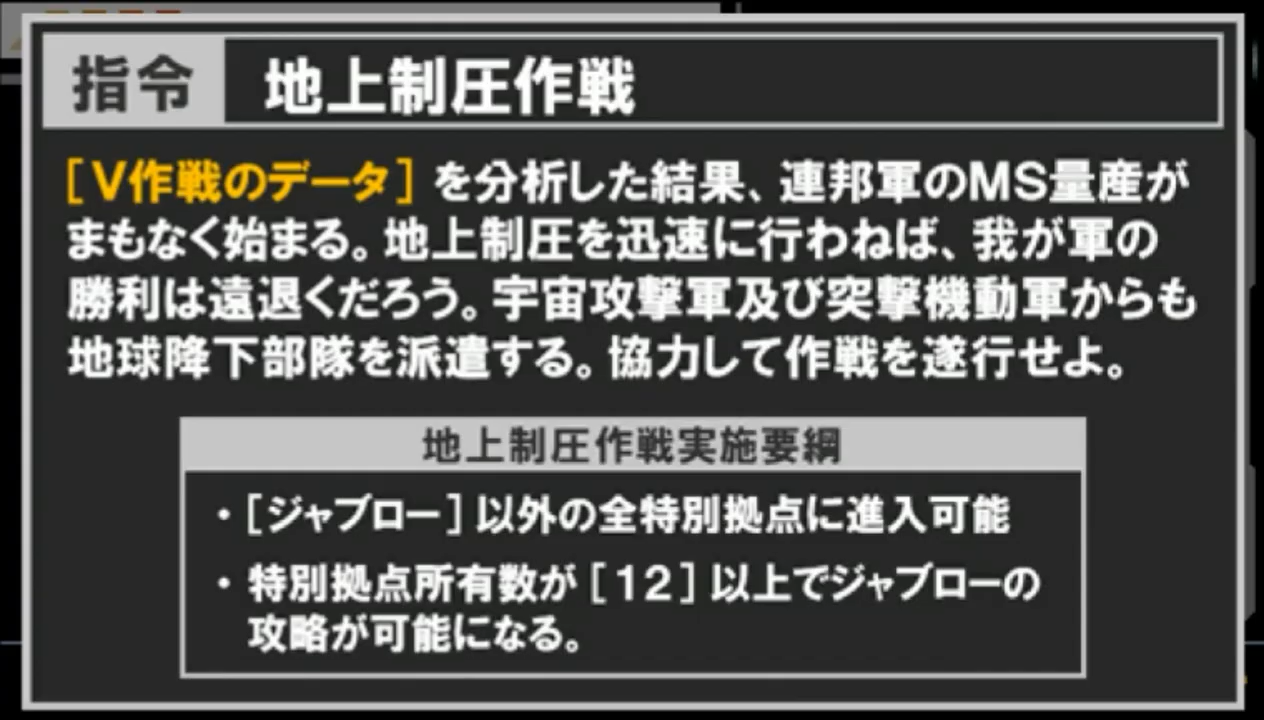 指令 地上制圧作戦
[V作戦のデータ]を分析した結果、連邦軍のMS量産が
まもなく始まる。地上制圧を迅速に行わねば、我が軍の
勝利は遠退くだろう。宇宙攻撃軍及び突撃機動軍からも
地球降下部隊を派遣する。協力して作戦を遂行せよ。
地上制圧作戦実施要綱
・[ジャブロー]以外の全特別拠点に進入可能
・特別拠点所有数が[12]以上でジャブローの
攻略が可能になる。